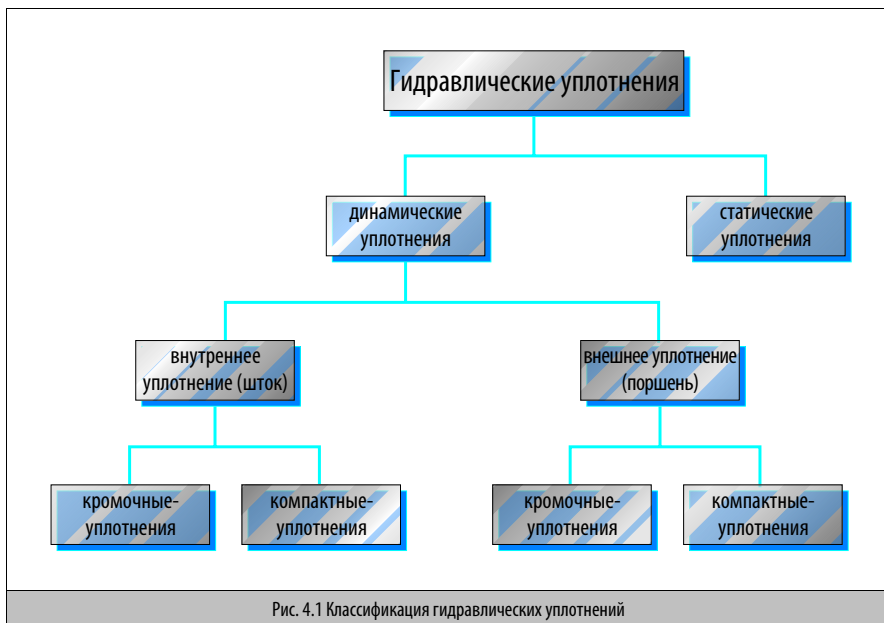 Гидравлические уплотнения
динамические
уплотнения
статические
уплотнения
внутреннее
уплотнение (шток)
внешнее уплотнение
(поршень)
кромочные-
уплотнения
компактные-
уплотнения
кромочные-
уплотнения
компактные-
уплотнения
Рис. 4.1 Классификация гидравлических уплотнений